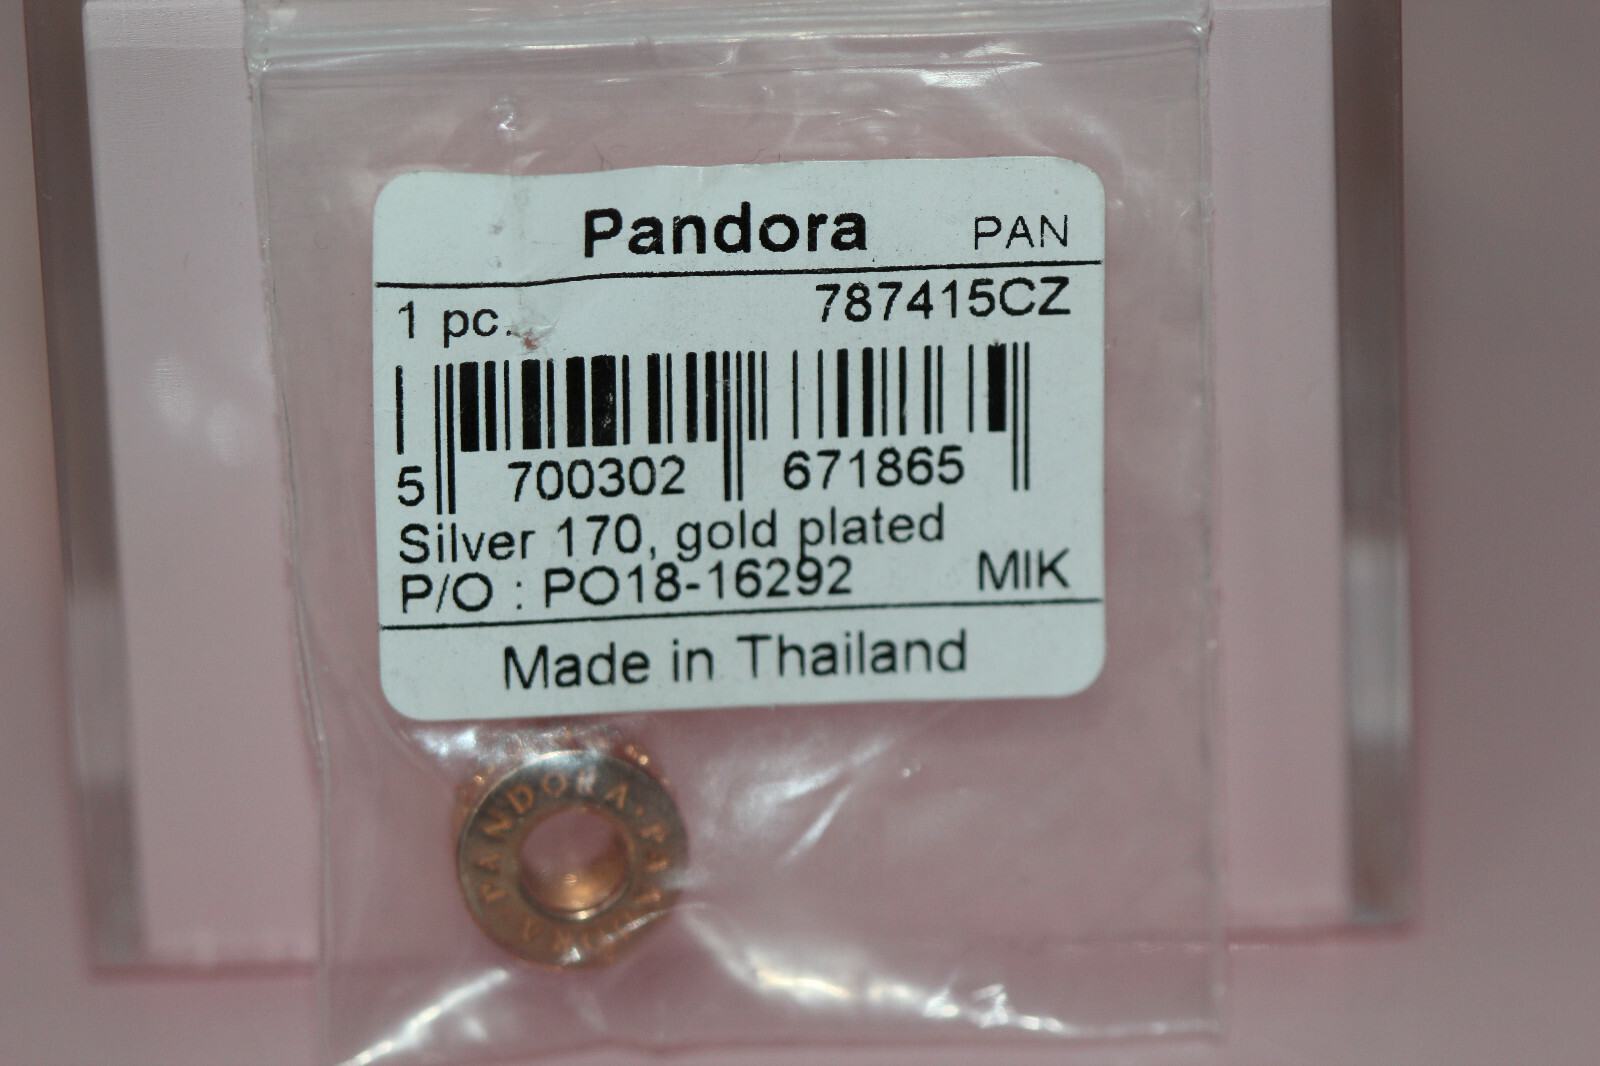 Pandora PAN
1 pc. 787415CZ
5 700302 671865
Silver 170, gold plated
P/O : PO18-16292 MIK
Made in Thailand
PANDORA · PANDORA ·